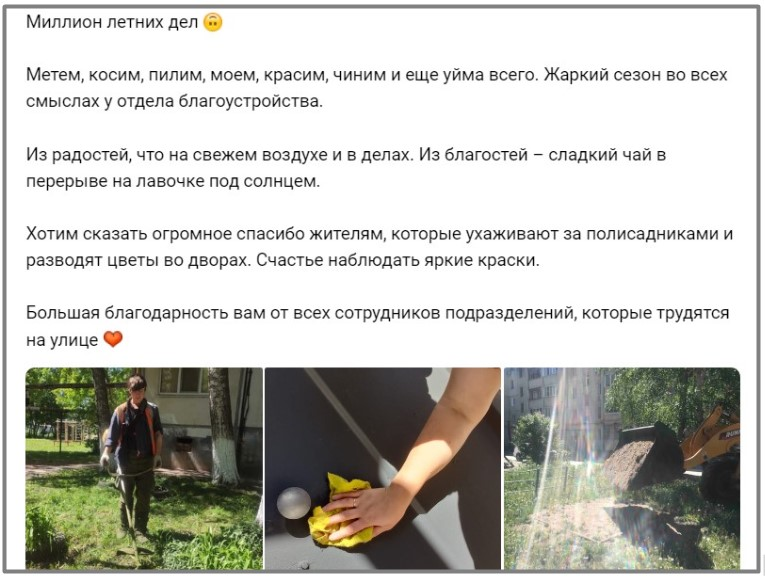 Миллион летних дел 🙃
Метем, косим, пилим, моем, красим, чиним и еще уйма всего. Жаркий сезон во всех
смыслах у отдела благоустройства.
Из радостей, что на свежем воздухе и в делах. Из благостей – сладкий чай в
перерыве на лавочке под солнцем.
Хотим сказать огромное спасибо жителям, которые ухаживают за полисадниками и
разводят цветы во дворах. Счастье наблюдать яркие краски.
Большая благодарность вам от всех сотрудников подразделений, которые трудятся
на улице ❤